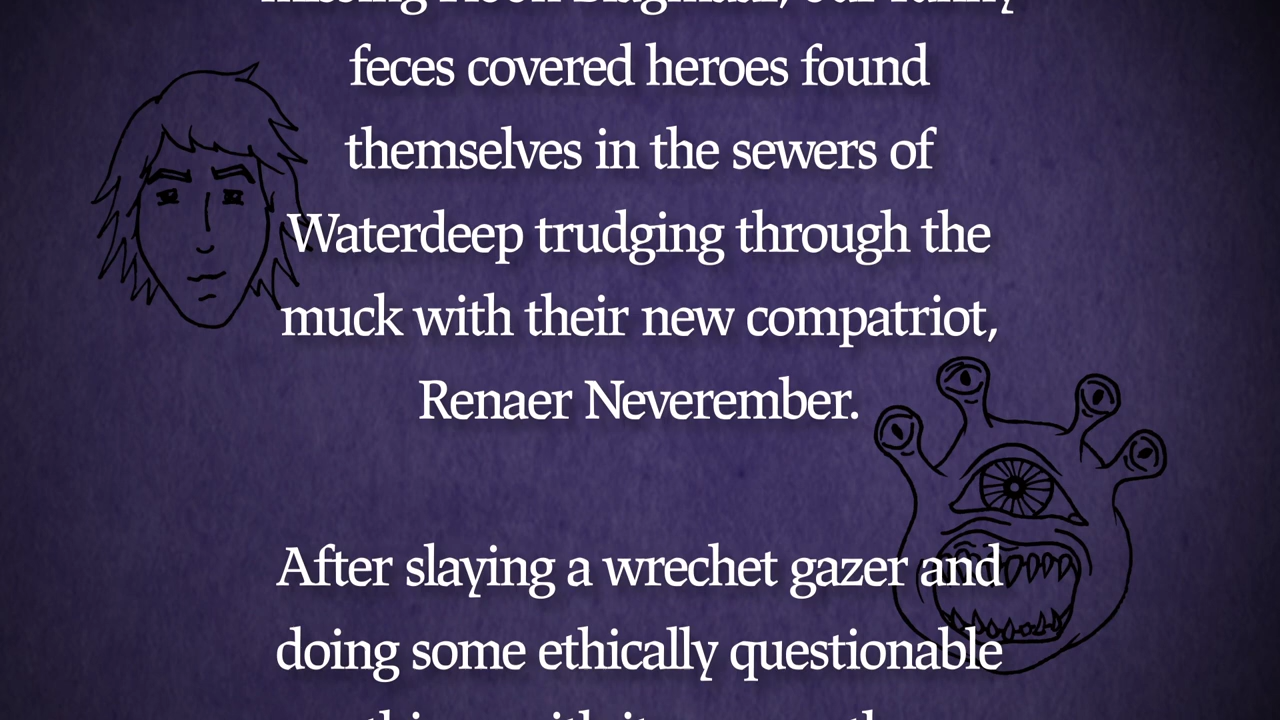 feces covered heroes found
themselves in the sewers of
Waterdeep trudging through the
muck with their new compatriot,
Renaer Neverember.
After slaying a wrechet gazer and
doing some ethically questionable